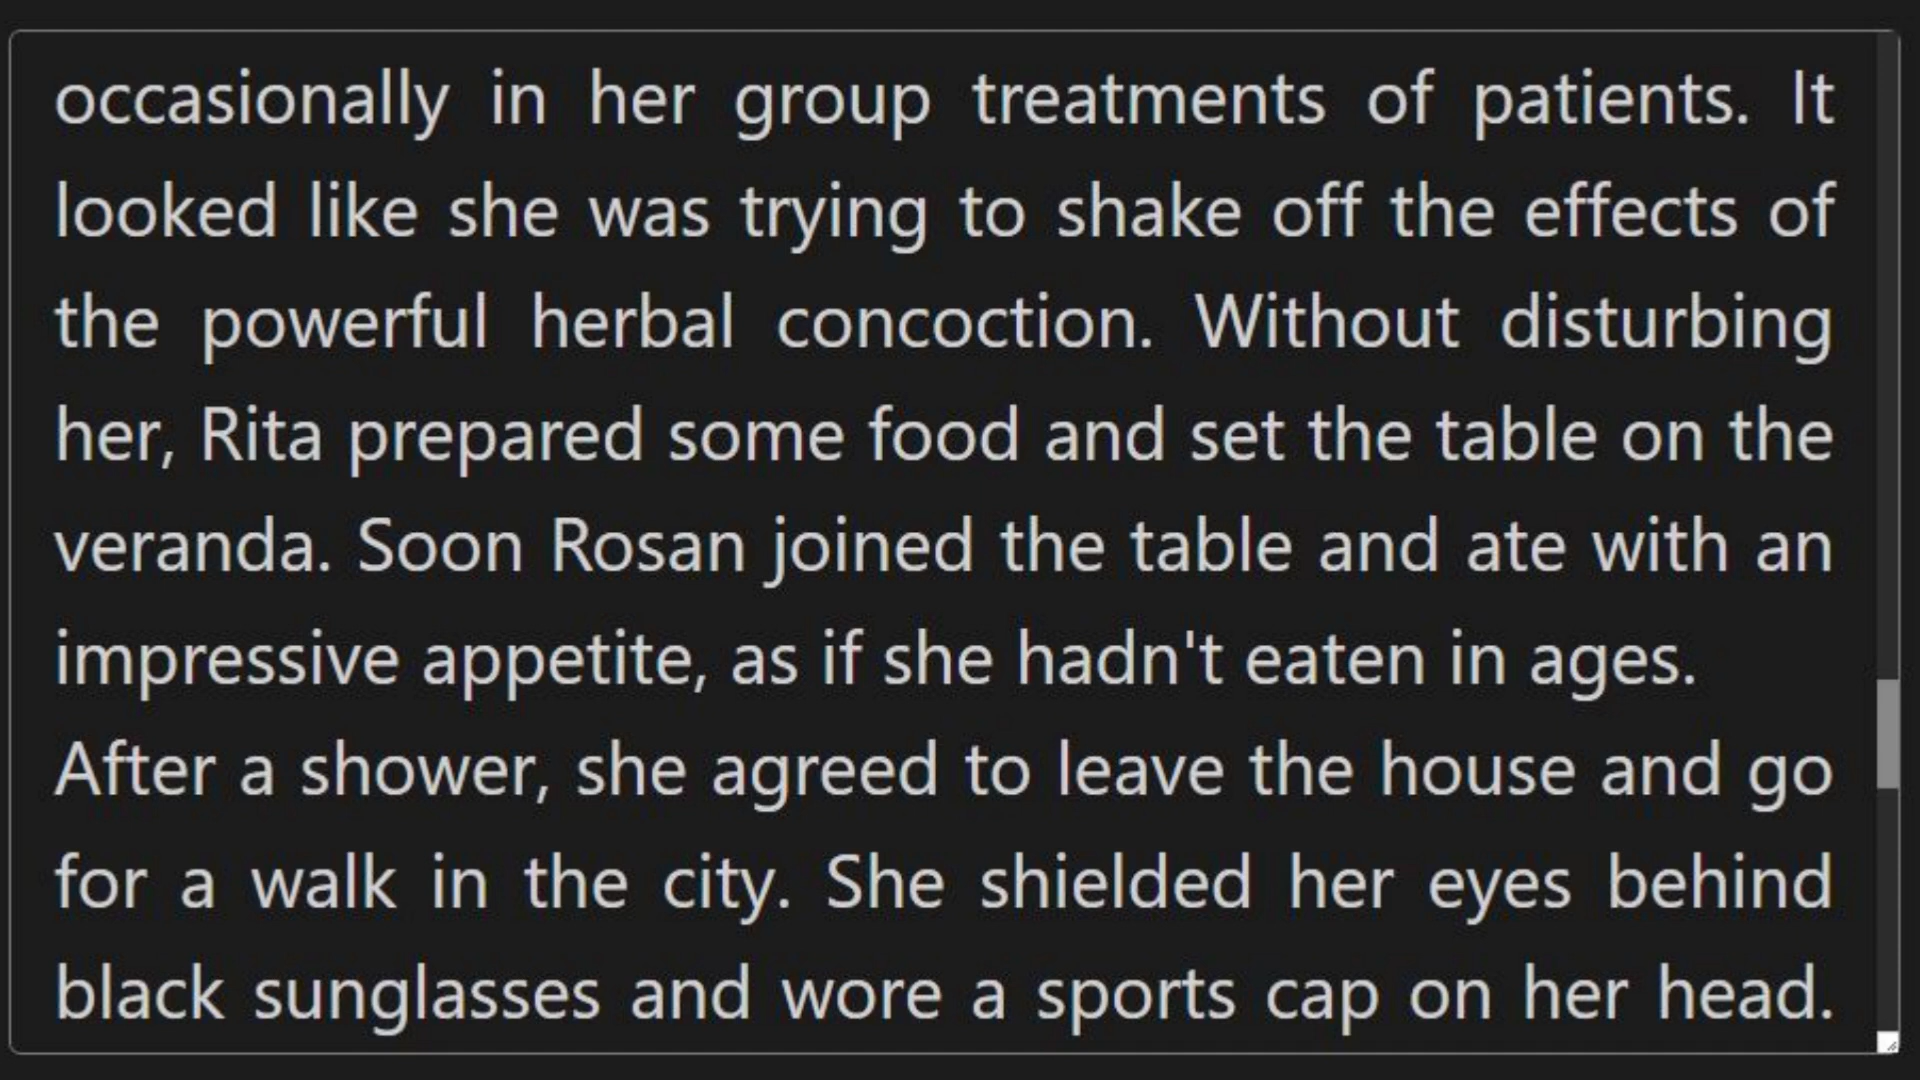 occasionally in her group treatments of patients. It
looked like she was trying to shake off the effects of
the powerful herbal concoction. Without disturbing
her, Rita prepared some food and set the table on the
veranda. Soon Rosan joined the table and ate with an
impressive appetite, as if she hadn't eaten in ages.
After a shower, she agreed to leave the house and go
for a walk in the city. She shielded her eyes behind
black sunglasses and wore a sports cap on her head.